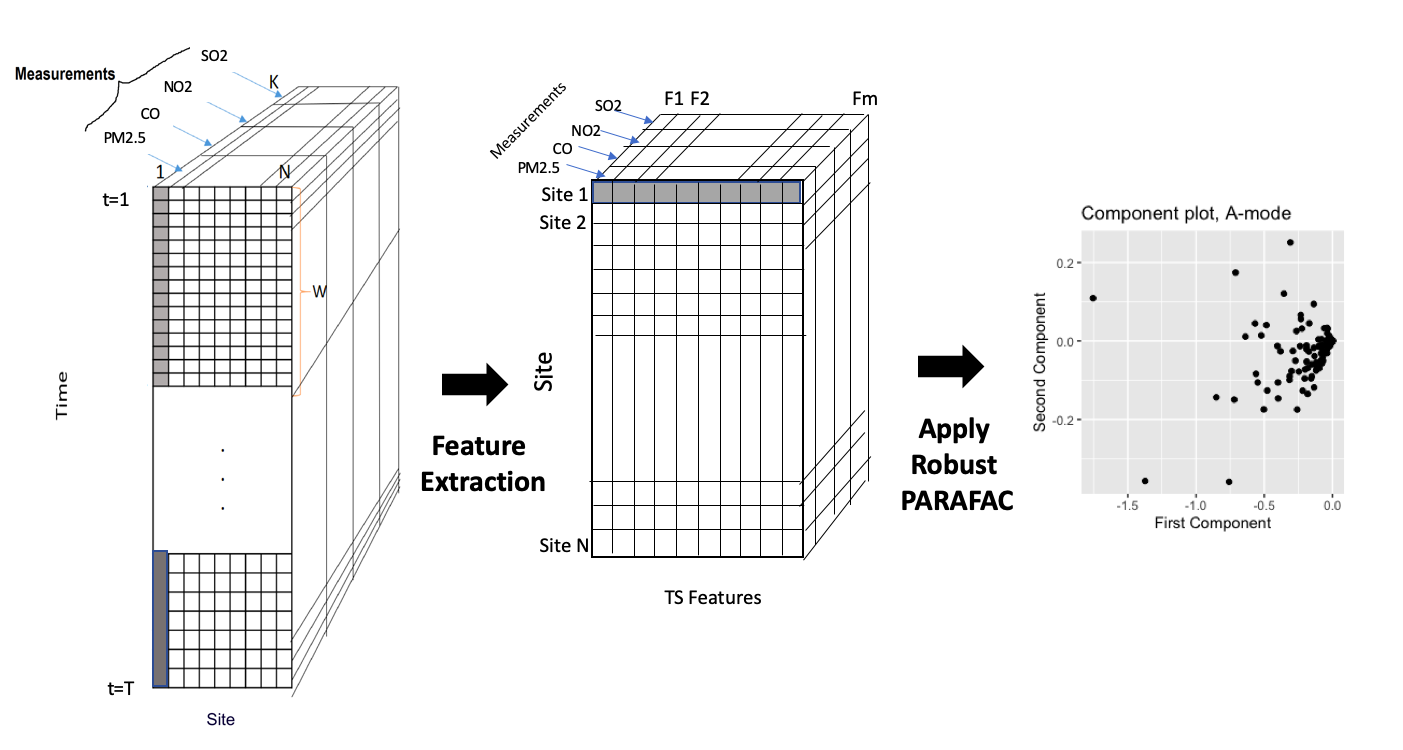 Measurements
SO2
NO2
CO
PM2.5
K
1
N
t=1
W
Time
t=T
Site
Feature
Extraction
Measurements
SO2
NO2
CO
PM2.5
F1 F2
Fm
Site 1
Site 2
Site
Site N
TS Features
Apply
Robust
PARAFAC
Component plot, A-mode
Second Component
0.2
0.0
-0.2
-1.5
-1.0
-0.5
0.0
First Component